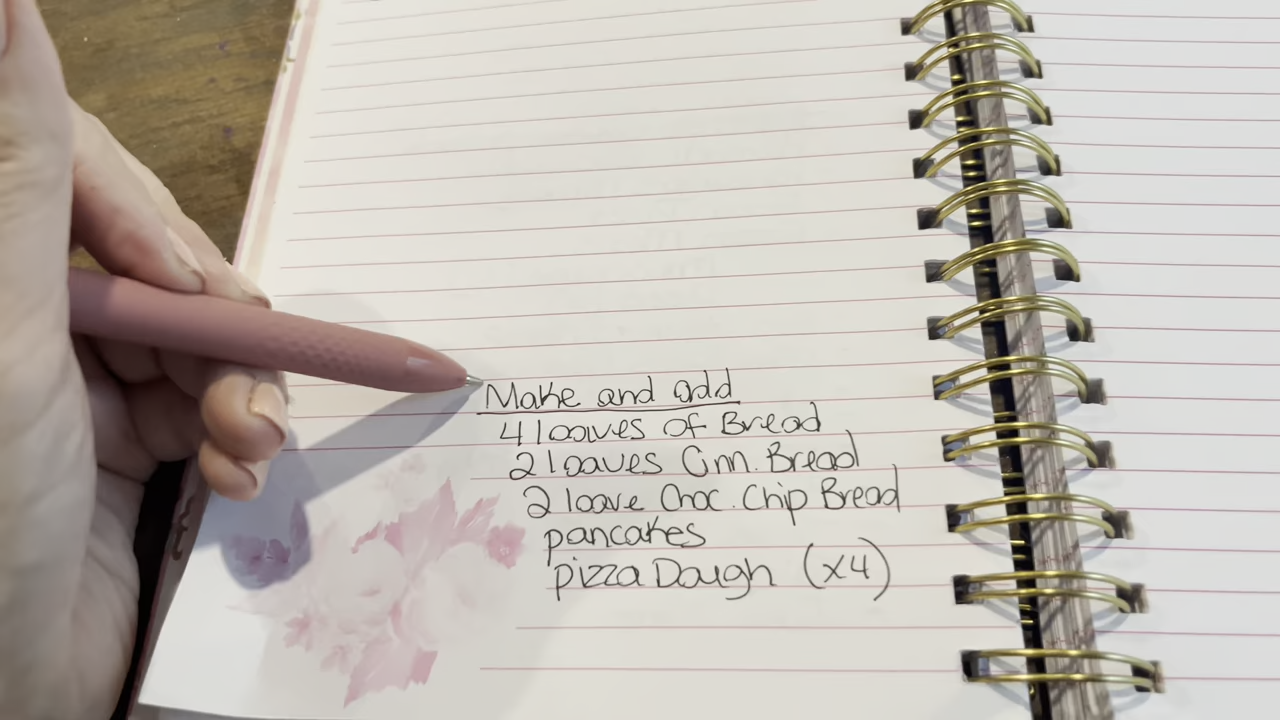 Make and add
4 loaves of Bread
2 loaves Cinn. Bread
2 loave Choc. Chip Bread
pancakes
pizza Dough (x4)